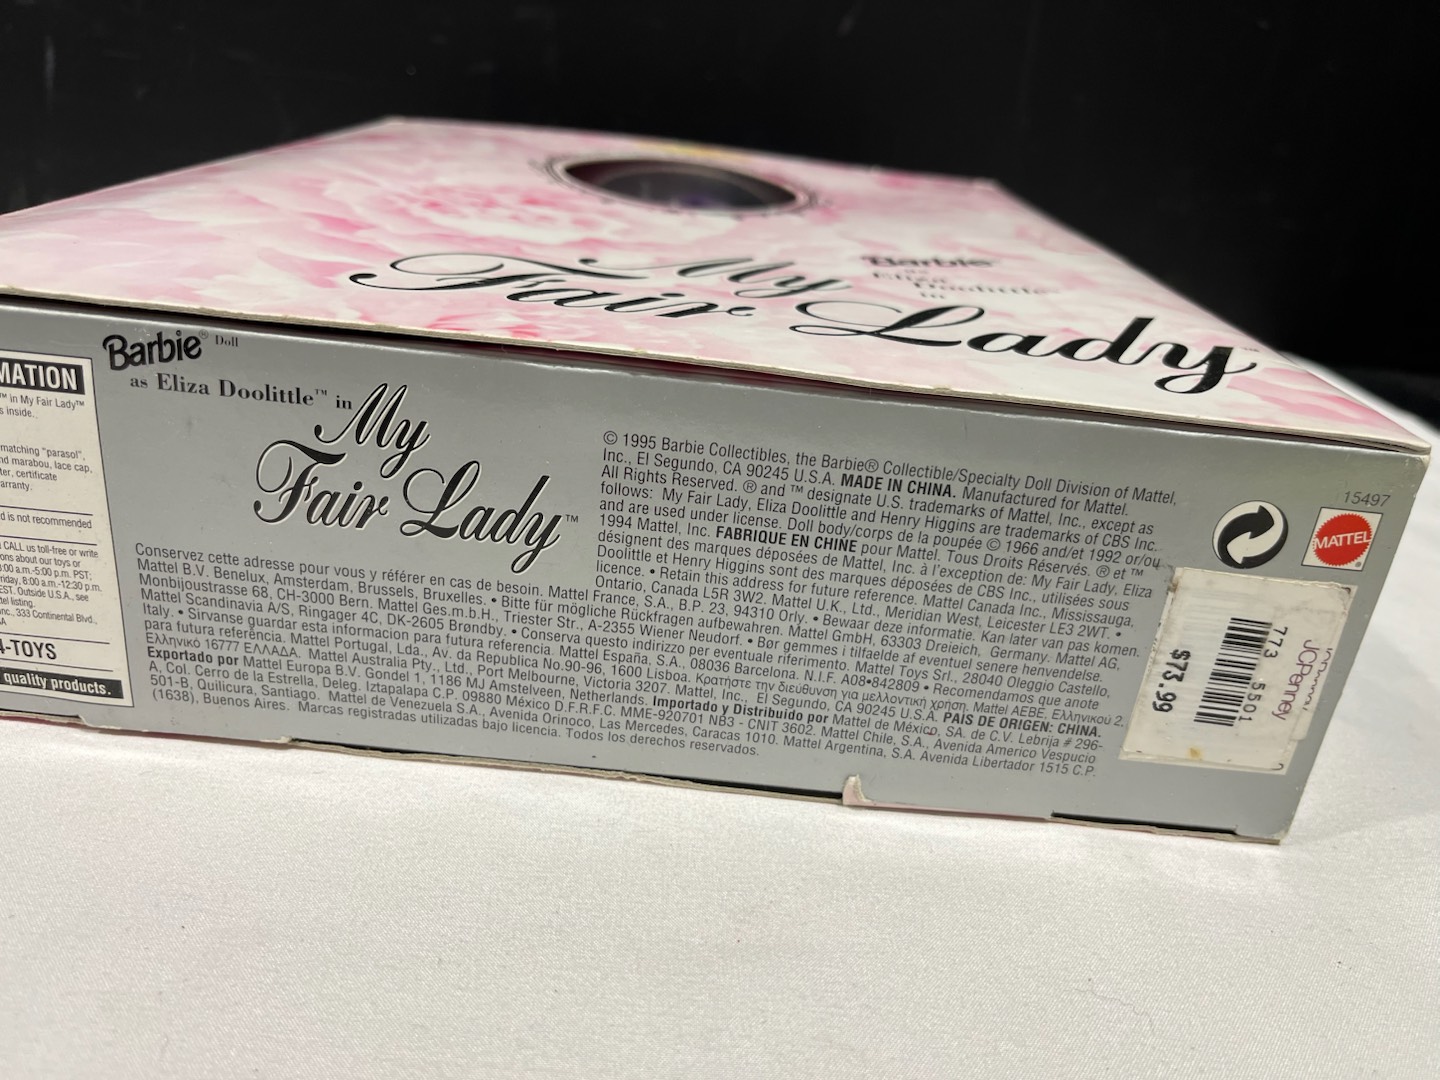 Barbie
as
Eliza
Doolittle
in
My
Fair Lady™
MATION
™ in My Fair Lady™
s inside.
matching "parasol",
nd marabou, lace cap,
ter, certificate
arranty.
d is not recommended
CALL us toll-free or write
ons about our toys or
:00 a.m.-5:00 p.m. PST;
riday, 8:00 a.m.-12:30 p.m.
EST. Outside U.S.A., see
tel listing.
Inc., 333 Continental Blvd.,
4-TOYS
quality products.
Barbie® Doll
as Eliza Doolittle™ in
My
Fair Lady™
© 1995 Barbie Collectibles, the Barbie® Collectible/Specialty Doll Division of Mattel,
Inc., El Segundo, CA 90245 U.S.A. MADE IN CHINA. Manufactured for Mattel.
All Rights Reserved. ® and ™ designate U.S. trademarks of Mattel, Inc., except as
follows: My Fair Lady, Eliza Doolittle and Henry Higgins are trademarks of CBS Inc.
and are used under license. Doll body/corps de la poupée © 1966 and/et 1992 or/ou
1994 Mattel, Inc. FABRIQUE EN CHINE pour Mattel. Tous Droits Réservés. ® et ™
désignent des marques déposées de Mattel, Inc. à l'exception de: My Fair Lady, Eliza
Doolittle et Henry Higgins sont des marques déposées de CBS Inc., utilisées sous
licence. • Retain this address for future reference. Mattel Canada Inc., Mississauga,
Conservez cette adresse pour vous y référer en cas de besoin. Mattel France, S.A., B.P. 23, 94310 Orly. • Bewaar deze informatie. Kan later van pas komen.
Ontario, Canada L5R 3W2. Mattel U.K., Ltd., Meridian West, Leicester LE3 2WT. •
Mattel B.V. Benelux, Amsterdam, Brussels, Bruxelles. • Bitte für mögliche Rückfragen aufbewahren. Mattel GmbH, 63303 Dreieich, Germany. Mattel AG,
Monbijoustrasse 68, CH-3000 Bern. Mattel Ges.m.b.H., Triester Str., A-2355 Wiener Neudorf. • Bør gemmes i tilfælde af eventuel senere henvendelse.
Mattel Scandinavia A/S, Ringager 4C, DK-2605 Brøndby. • Conserva questo indirizzo per eventuale riferimento. Mattel Toys Srl., 28040 Oleggio Castello,
Italy. • Sirvanse guardar esta informacion para futura referencia. Mattel España, S.A., 08036 Barcelona. N.I.F. A08•842809 • Recomendamos que anote
para futura referência. Mattel Portugal, Lda., Av. da Republica No.90-96, 1600 Lisboa. Κρατήστε την διεύθυνση για μελλοντική χρήση. Mattel AEBE, Ελληνικού 2,
Ελληνικό 16777 ΕΛΛΑΔΑ. Mattel Australia Pty., Ltd., Port Melbourne, Victoria 3207. Mattel, Inc., El Segundo, CA 90245 U.S.A. PAIS DE ORIGEN: CHINA.
Exportado por Mattel Europa B.V. Gondel 1, 1186 MJ Amstelveen, Netherlands. Importado y Distribuido por Mattel de México, SA. de C.V. Lebrija # 296-
A, Col. Cerro de la Estrella, Deleg. Iztapalapa C.P. 09880 México D.F.R.F.C. MME-920701 NB3 - CNIT 3602. Mattel Chile, S.A., Avenida Americo Vespucio
501-B, Quilicura, Santiago. Mattel de Venezuela S.A., Avenida Orinoco, Las Mercedes, Caracas 1010. Mattel Argentina, S.A. Avenida Libertador 1515 C.P.
(1638), Buenos Aires. Marcas registradas utilizadas bajo licencia. Todos los derechos reservados.
15497
MATTEL®
JCPenney
773 5501
$73.99